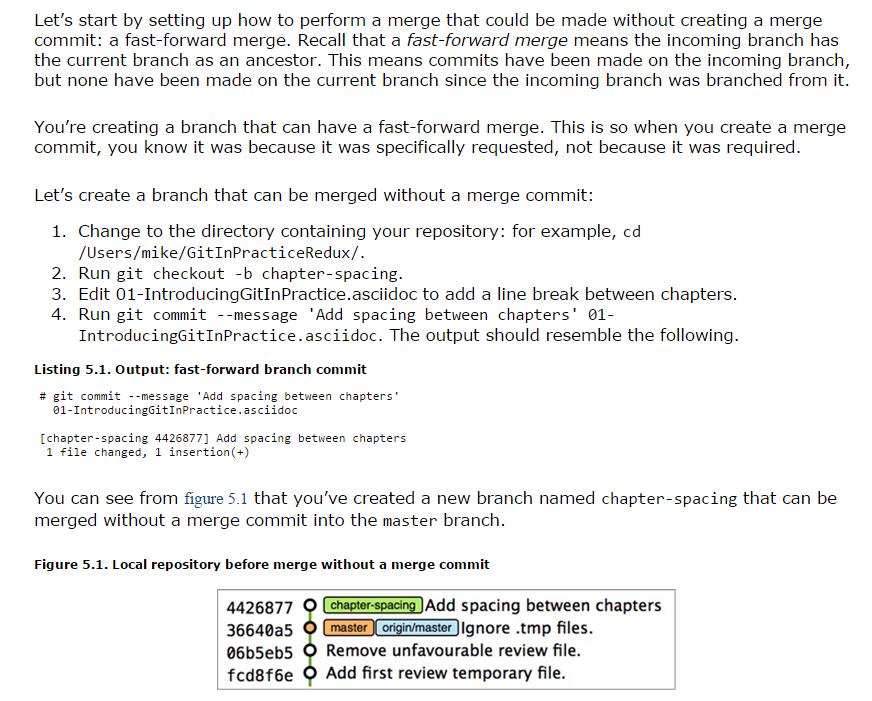 Let’s start by setting up how to perform a merge that could be made without creating a merge
commit: a fast-forward merge. Recall that a fast-forward merge means the incoming branch has
the current branch as an ancestor. This means commits have been made on the incoming branch,
but none have been made on the current branch since the incoming branch was branched from it.
You’re creating a branch that can have a fast-forward merge. This is so when you create a merge
commit, you know it was because it was specifically requested, not because it was required.
Let’s create a branch that can be merged without a merge commit:
1. Change to the directory containing your repository: for example, cd
/Users/mike/GitInPracticeRedux/.
2. Run git checkout -b chapter-spacing.
3. Edit 01-IntroducingGitInPractice.asciidoc to add a line break between chapters.
4. Run git commit --message 'Add spacing between chapters' 01-
IntroducingGitInPractice.asciidoc. The output should resemble the following.
Listing 5.1. Output: fast-forward branch commit
# git commit --message 'Add spacing between chapters'
01-IntroducingGitInPractice.asciidoc
[chapter-spacing 4426877] Add spacing between chapters
1 file changed, 1 insertion(+)
You can see from figure 5.1 that you’ve created a new branch named chapter-spacing that can be
merged without a merge commit into the master branch.
Figure 5.1. Local repository before merge without a merge commit
4426877 chapter-spacing Add spacing between chapters
36640a5 master origin/master Ignore .tmp files.
06b5eb5 Remove unfavourable review file.
fcd8f6e Add first review temporary file.